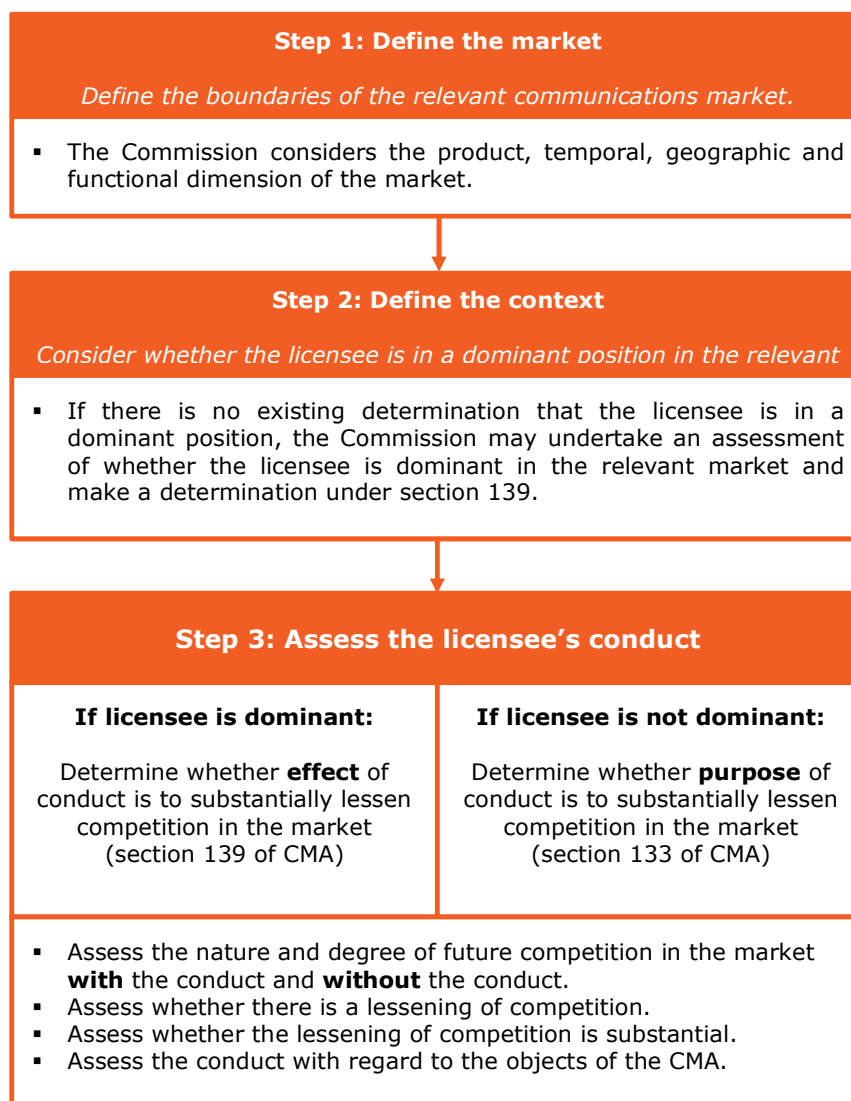 Step 1: Define the market
Define the boundaries of the relevant communications market.
▪ The Commission considers the product, temporal, geographic and
functional dimension of the market.
Step 2: Define the context
Consider whether the licensee is in a dominant position in the relevant
▪ If there is no existing determination that the licensee is in a
dominant position, the Commission may undertake an assessment
of whether the licensee is dominant in the relevant market and
make a determination under section 139.
Step 3: Assess the licensee’s conduct
If licensee is dominant:
Determine whether effect of
conduct is to substantially lessen
competition in the market
(section 139 of CMA)
If licensee is not dominant:
Determine whether purpose of
conduct is to substantially lessen
competition in the market
(section 133 of CMA)
▪ Assess the nature and degree of future competition in the market
with the conduct and without the conduct.
▪ Assess whether there is a lessening of competition.
▪ Assess whether the lessening of competition is substantial.
▪ Assess the conduct with regard to the objects of the CMA.